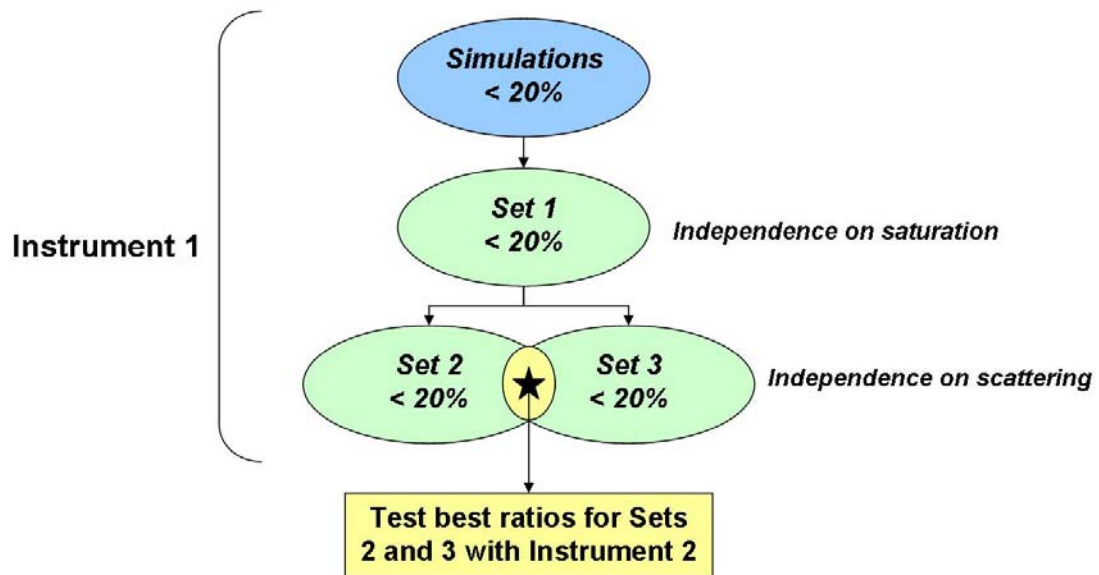 Simulations
< 20%
Set 1
< 20%
Independence on saturation
Instrument 1
Set 2
< 20%
Set 3
< 20%
Independence on scattering
Test best ratios for Sets
2 and 3 with Instrument 2